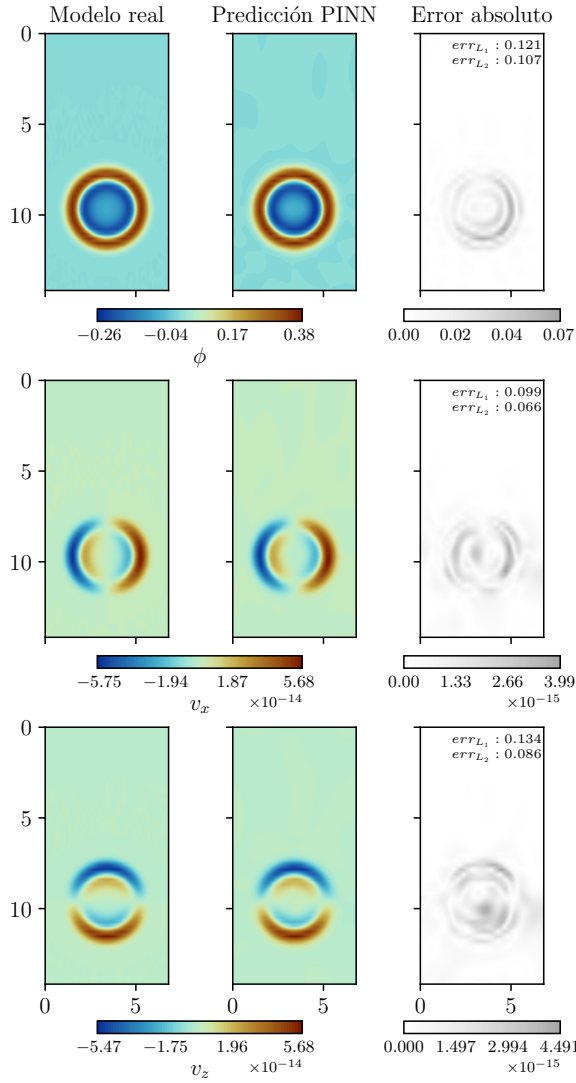 Modelo real Predicción PINN Error absoluto
0
5
10
err_{L_1} : 0.121
err_{L_2} : 0.107
−0.26 −0.04 0.17 0.38
ϕ
0.00 0.02 0.04 0.07
0
5
10
err_{L_1} : 0.099
err_{L_2} : 0.066
−5.75 −1.94 1.87 5.68
v_x ×10^{−14}
0.00 1.33 2.66 3.99
×10^{−15}
0
5
10
err_{L_1} : 0.134
err_{L_2} : 0.086
0 5 0 5 0 5
−5.47 −1.75 1.96 5.68
v_z ×10^{−14}
0.000 1.497 2.994 4.491
×10^{−15}